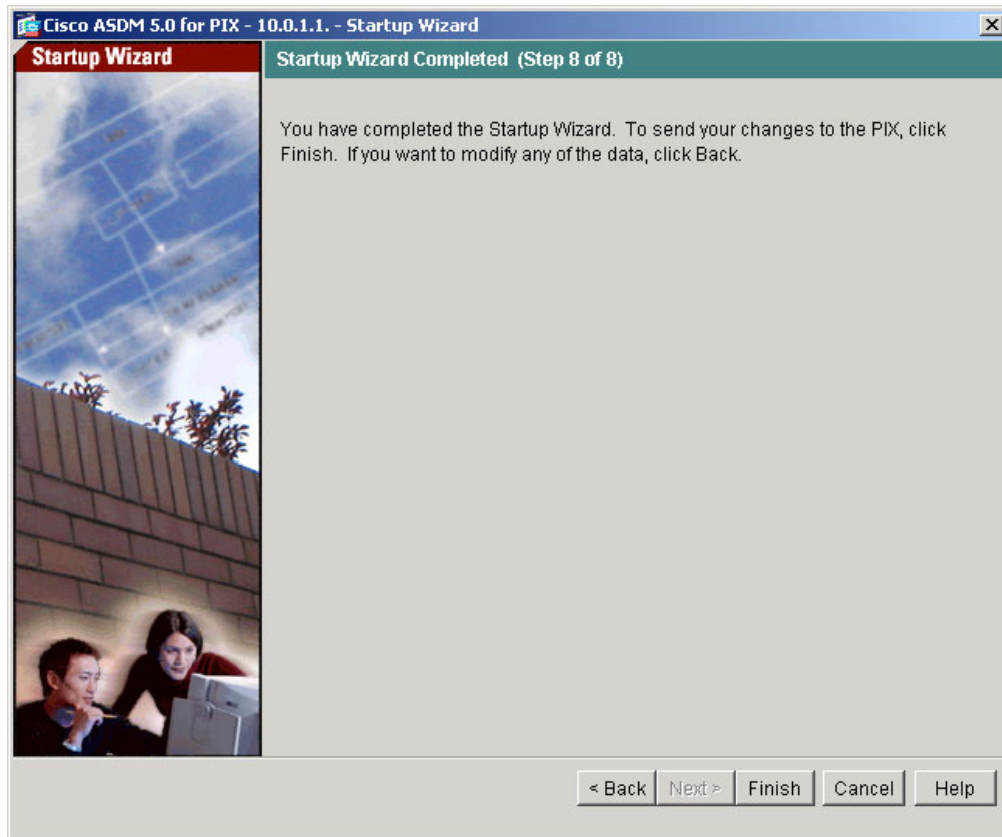 Cisco ASDM 5.0 for PIX - 10.0.1.1. - Startup Wizard
Startup Wizard
Startup Wizard Completed (Step 8 of 8)
You have completed the Startup Wizard. To send your changes to the PIX, click
Finish. If you want to modify any of the data, click Back.
< Back
Next >
Finish
Cancel
Help